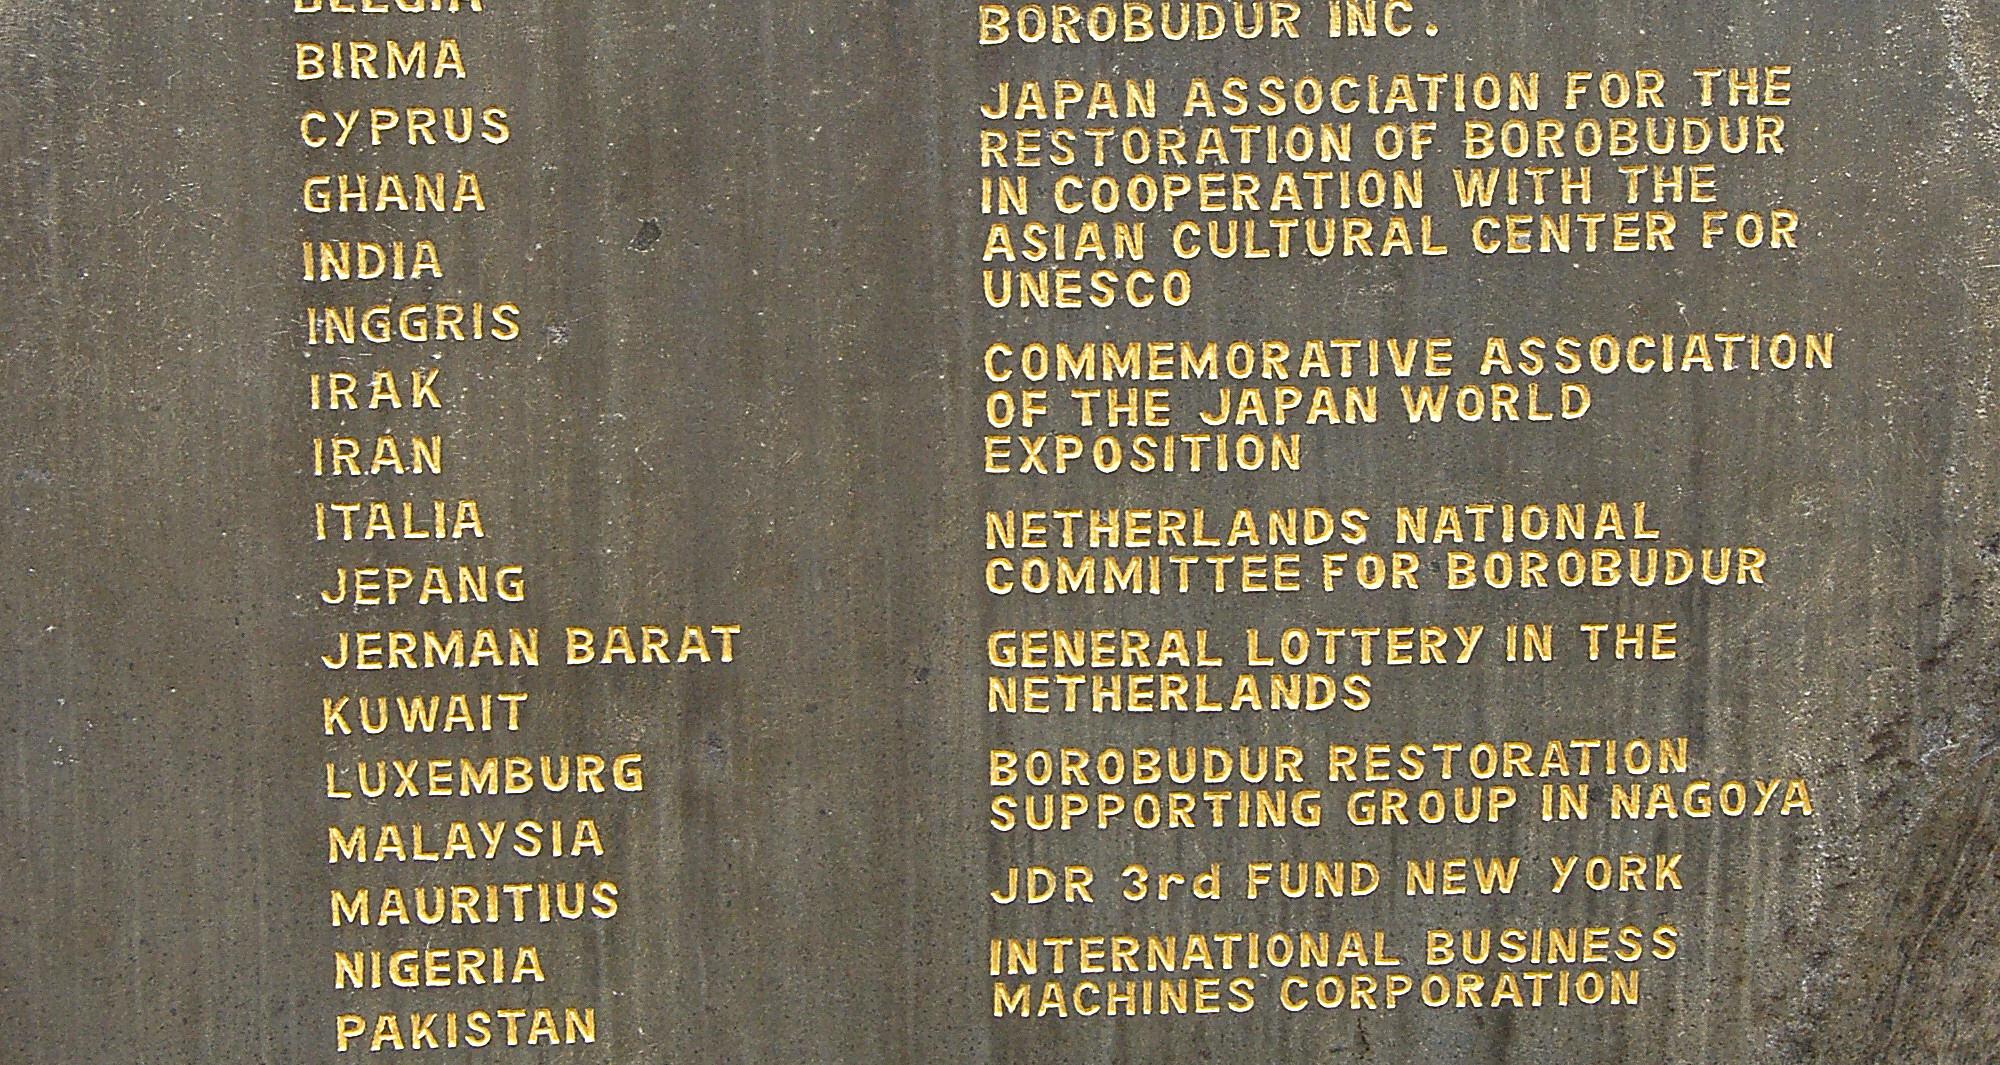 BELGIA
BIRMA
CYPRUS
GHANA
INDIA
INGGRIS
IRAK
IRAN
ITALIA
JEPANG
JERMAN BARAT
KUWAIT
LUXEMBURG
MALAYSIA
MAURITIUS
NIGERIA
PAKISTAN
BOROBUDUR INC.
JAPAN ASSOCIATION FOR THE
RESTORATION OF BOROBUDUR
IN COOPERATION WITH THE
ASIAN CULTURAL CENTER FOR
UNESCO
COMMEMORATIVE ASSOCIATION
OF THE JAPAN WORLD
EXPOSITION
NETHERLANDS NATIONAL
COMMITTEE FOR BOROBUDUR
GENERAL LOTTERY IN THE
NETHERLANDS
BOROBUDUR RESTORATION
SUPPORTING GROUP IN NAGOYA
JDR 3rd FUND NEW YORK
INTERNATIONAL BUSINESS
MACHINES CORPORATION